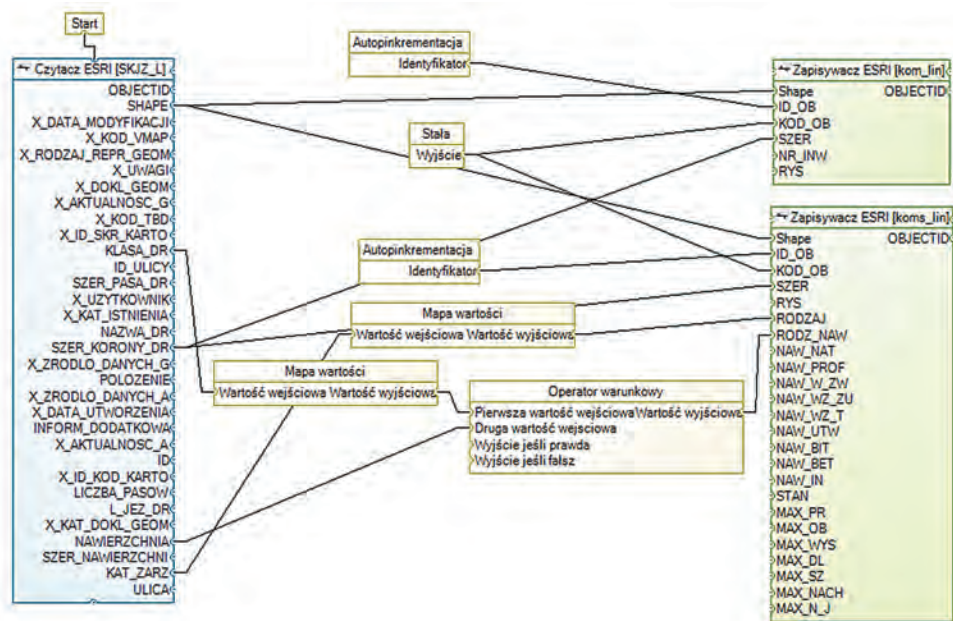 Start
Czytacz ESRI [SKJZ_L]
OBJECTID
SHAPE
X_DATA_MODYFIKACJI
X_KOD_VMAP
X_RODZAJ_REPR_GEOM
X_UWAGI
X_DOKL_GEOM
X_AKTUALNOSC_G
X_KOD_TBD
X_ID_SKR_KARTO
KLASA_DR
ID_ULICY
SZER_PASA_DR
X_UZYTKOWNIK
X_KAT_ISTNIENIA
NAZWA_DR
SZER_KORONY_DR
X_ZRODLO_DANYCH_G
POLOZENIE
X_ZRODLO_DANYCH_A
X_DATA_UTWORZENIA
INFORM_DODATKOWA
X_AKTUALNOSC_A
ID
X_ID_KOD_KARTO
LICZBA_PASOW
L_JEZ_DR
X_KAT_DOKL_GEOM
NAWIERZCHNIA
SZER_NAWIERZCHNI
KAT_ZARZ
ULICA
Autopinkrementacja
Identyfikator
Stała
Wyjście
Autopinkrementacja
Identyfikator
Mapa wartości
Wartość wejściowa Wartość wyjściowa
Mapa wartości
Wartość wejściowa Wartość wyjściowa
Operator warunkowy
Pierwsza wartość wejściowa Wartość wyjściowa
Druga wartość wejsciowa
Wyjście jeśli prawda
Wyjście jeśli fałsz
Zapisywacz ESRI [kom_lin]
Shape OBJECTID
ID_OB
KOD_OB
SZER
NR_INW
RYS
Zapisywacz ESRI [koms_lin]
Shape OBJECTID
ID_OB
KOD_OB
SZER
RYS
RODZAJ
RODZ_NAW
NAW_NAT
NAW_PROF
NAW_W_ZW
NAW_WZ_ZU
NAW_WZ_T
NAW_UTW
NAW_BIT
NAW_BET
NAW_IN
STAN
MAX_PR
MAX_OB
MAX_WYS
MAX_DL
MAX_SZ
MAX_NACH
MAX_N_J